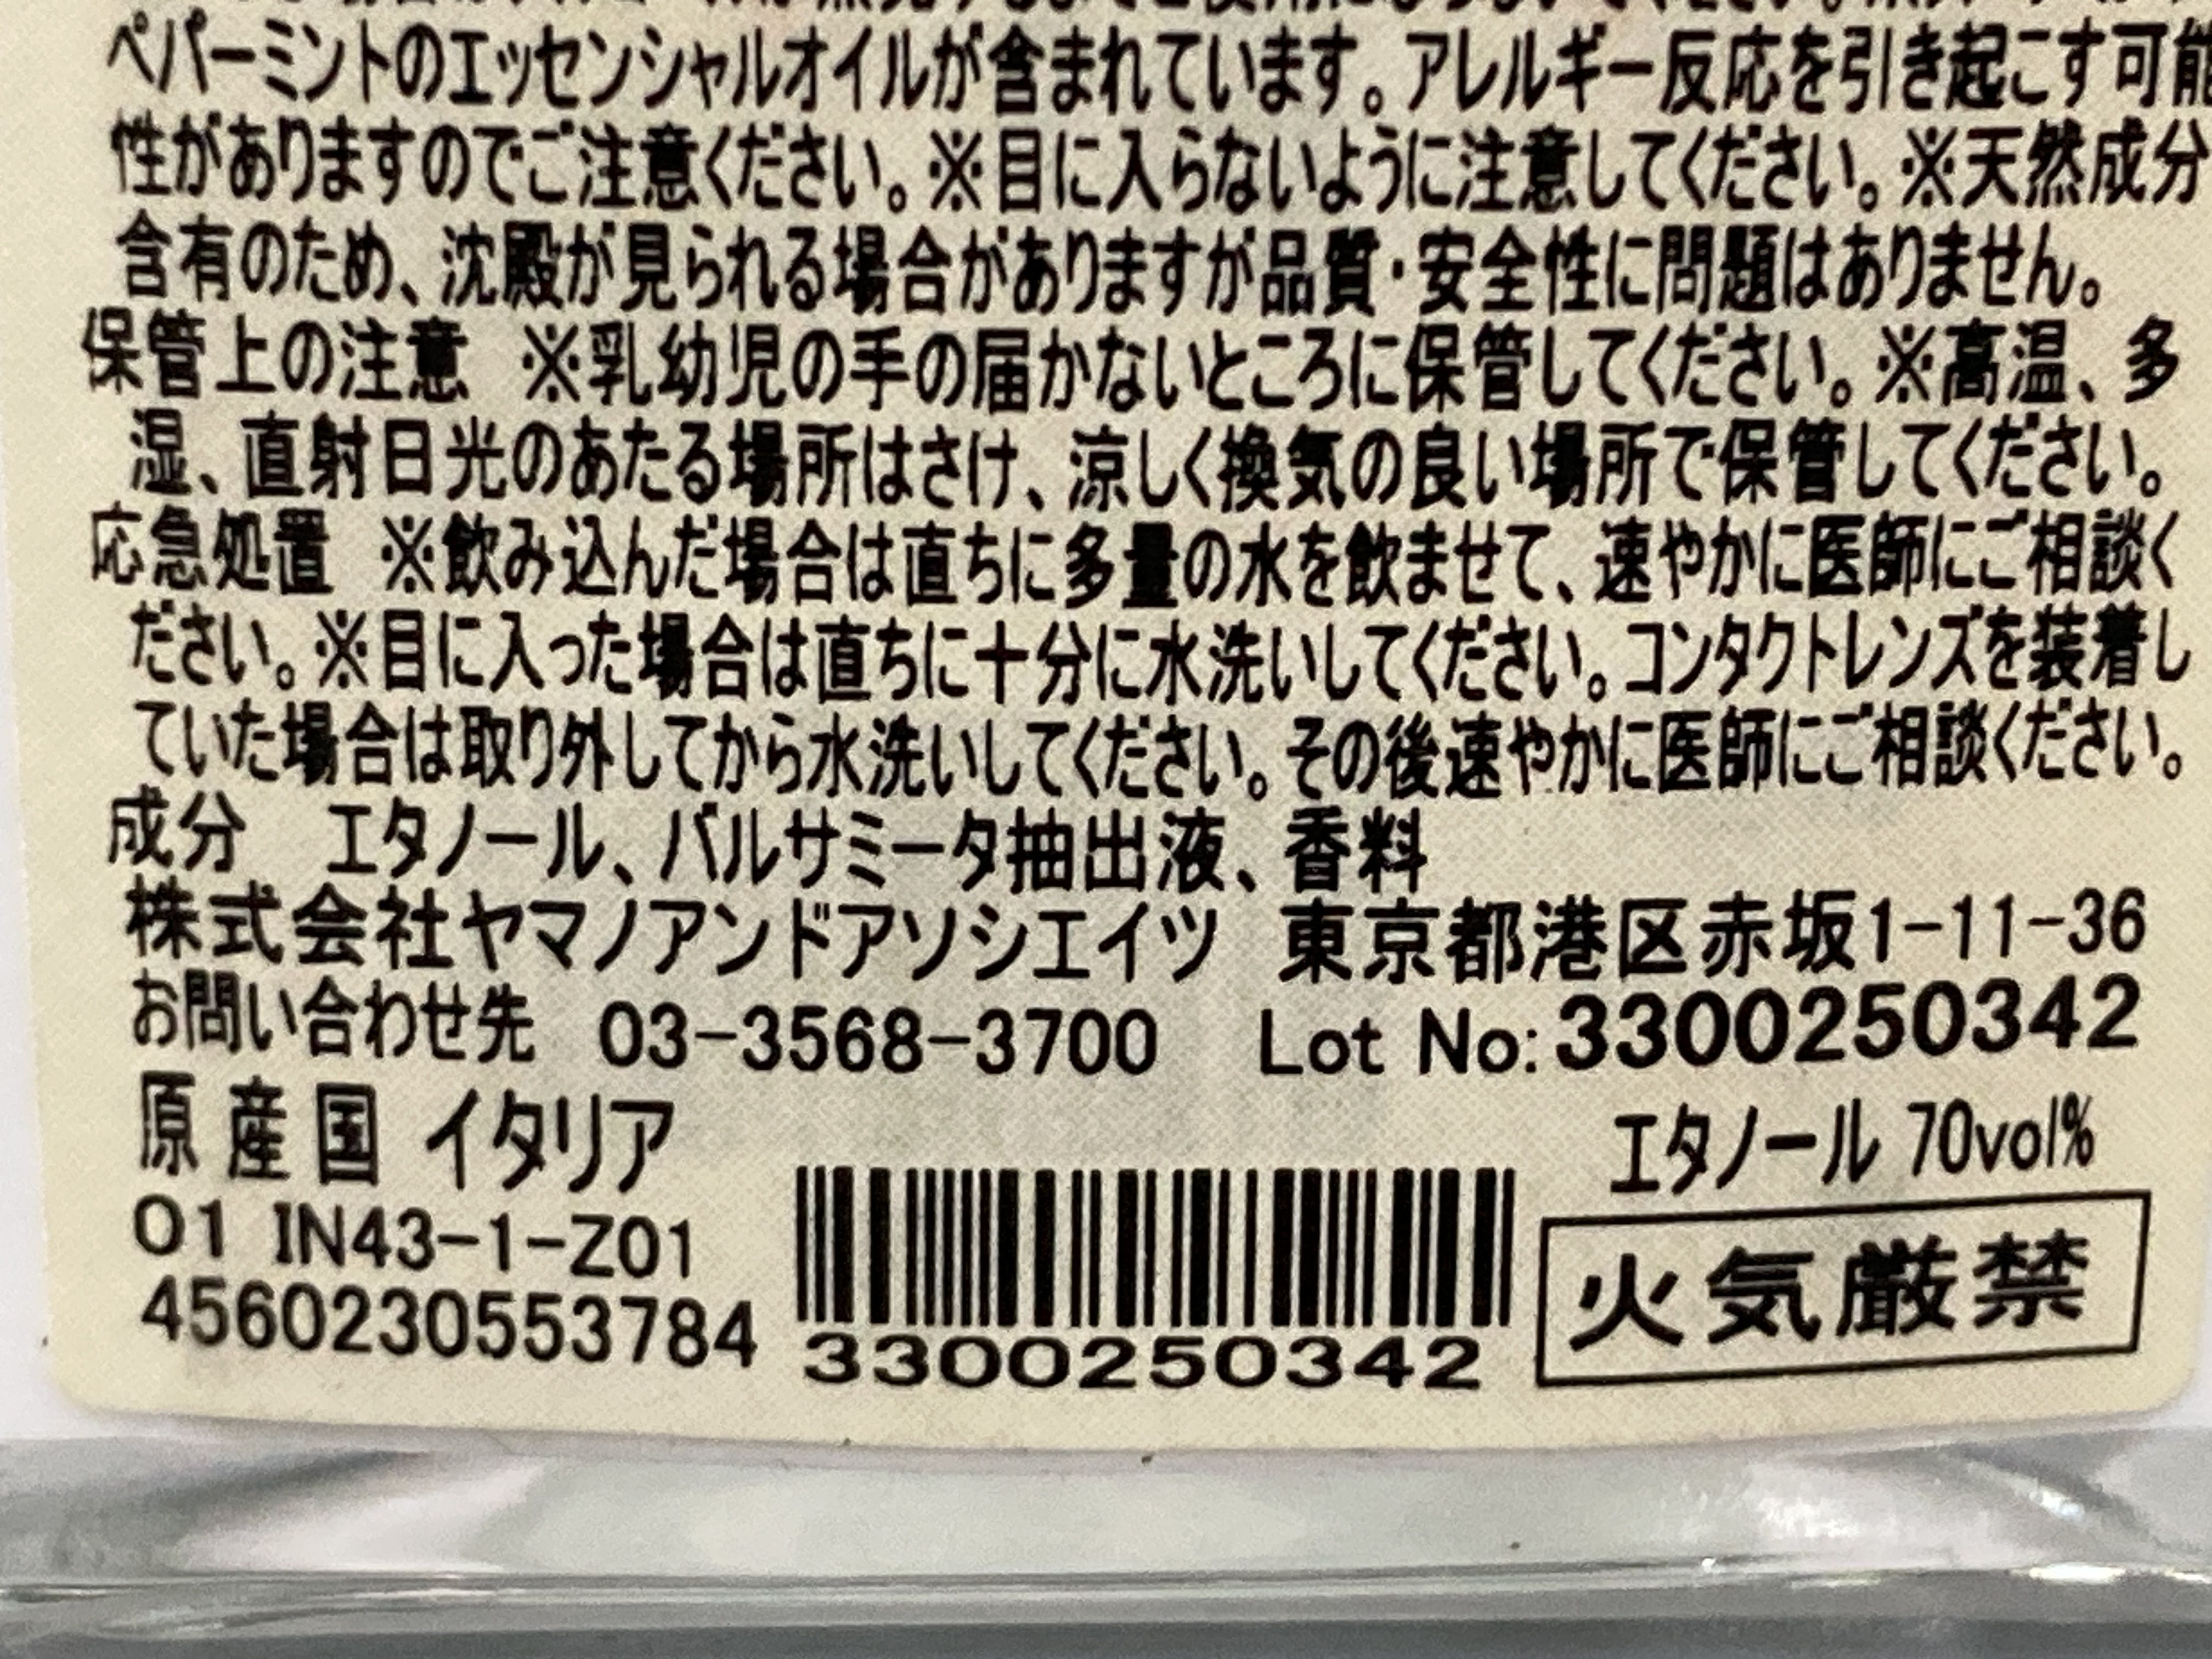 ペパーミントのエッセンシャルオイルが含まれています。アレルギー反応を引き起こす可能
性がありますのでご注意ください。※目に入らないように注意してください。※天然成分
含有のため、沈殿が見られる場合がありますが品質・安全性に問題はありません。
保管上の注意 ※乳幼児の手の届かないところに保管してください。※高温、多
湿、直射日光のあたる場所はさけ、涼しく換気の良い場所で保管してください。
応急処置 ※飲み込んだ場合は直ちに多量の水を飲ませて、速やかに医師にご相談く
ださい。※目に入った場合は直ちに十分に水洗いしてください。コンタクトレンズを装着し
ていた場合は取り外してから水洗いしてください。その後速やかに医師にご相談ください。
成分 エタノール、バルサミータ抽出液、香料
株式会社ヤマノアンドアソシエイツ 東京都港区赤坂1-11-36
お問い合わせ先 03-3568-3700 Lot No:3300250342
原産国 イタリア
エタノール 70vol%
01 IN43-1-Z01
4560230553784
3300250342
火気厳禁